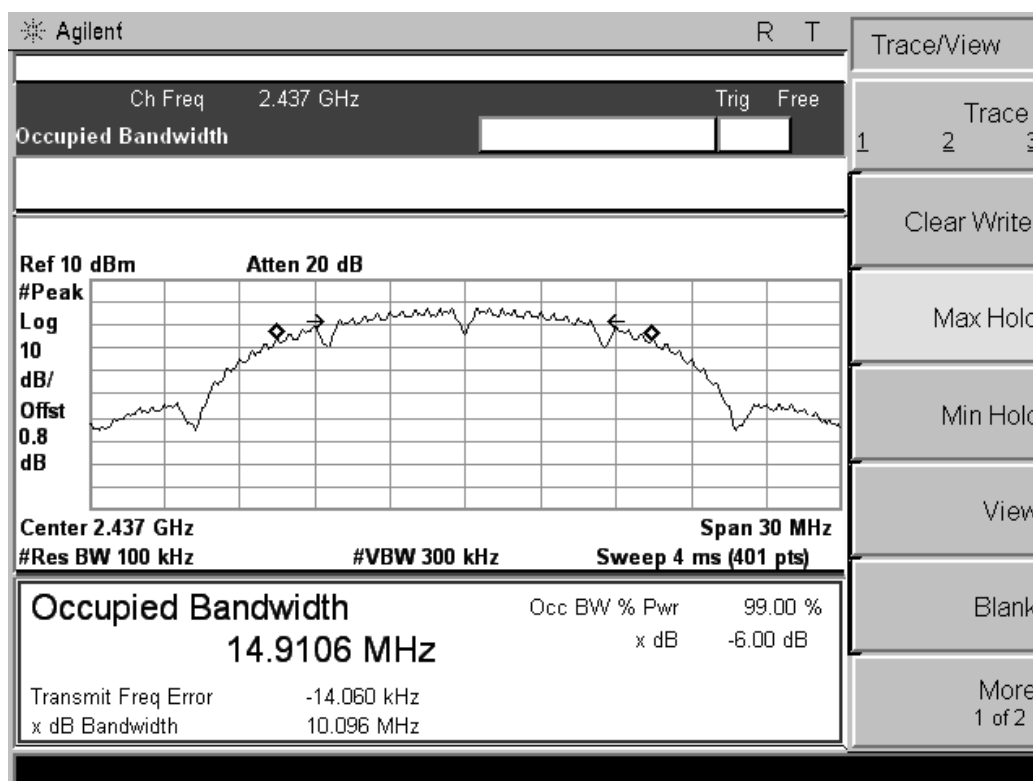 Agilent R T
Trace/View
Ch Freq 2.437 GHz Trig Free
Occupied Bandwidth
Trace
1 2 3
Clear Write
Max Hold
Min Hold
View
Blank
More
1 of 2
Ref 10 dBm Atten 20 dB
#Peak
Log
10
dB/
Offst
0.8
dB
Center 2.437 GHz Span 30 MHz
#Res BW 100 kHz #VBW 300 kHz Sweep 4 ms (401 pts)
Occupied Bandwidth
14.9106 MHz
Occ BW % Pwr 99.00 %
x dB -6.00 dB
Transmit Freq Error -14.060 kHz
x dB Bandwidth 10.096 MHz